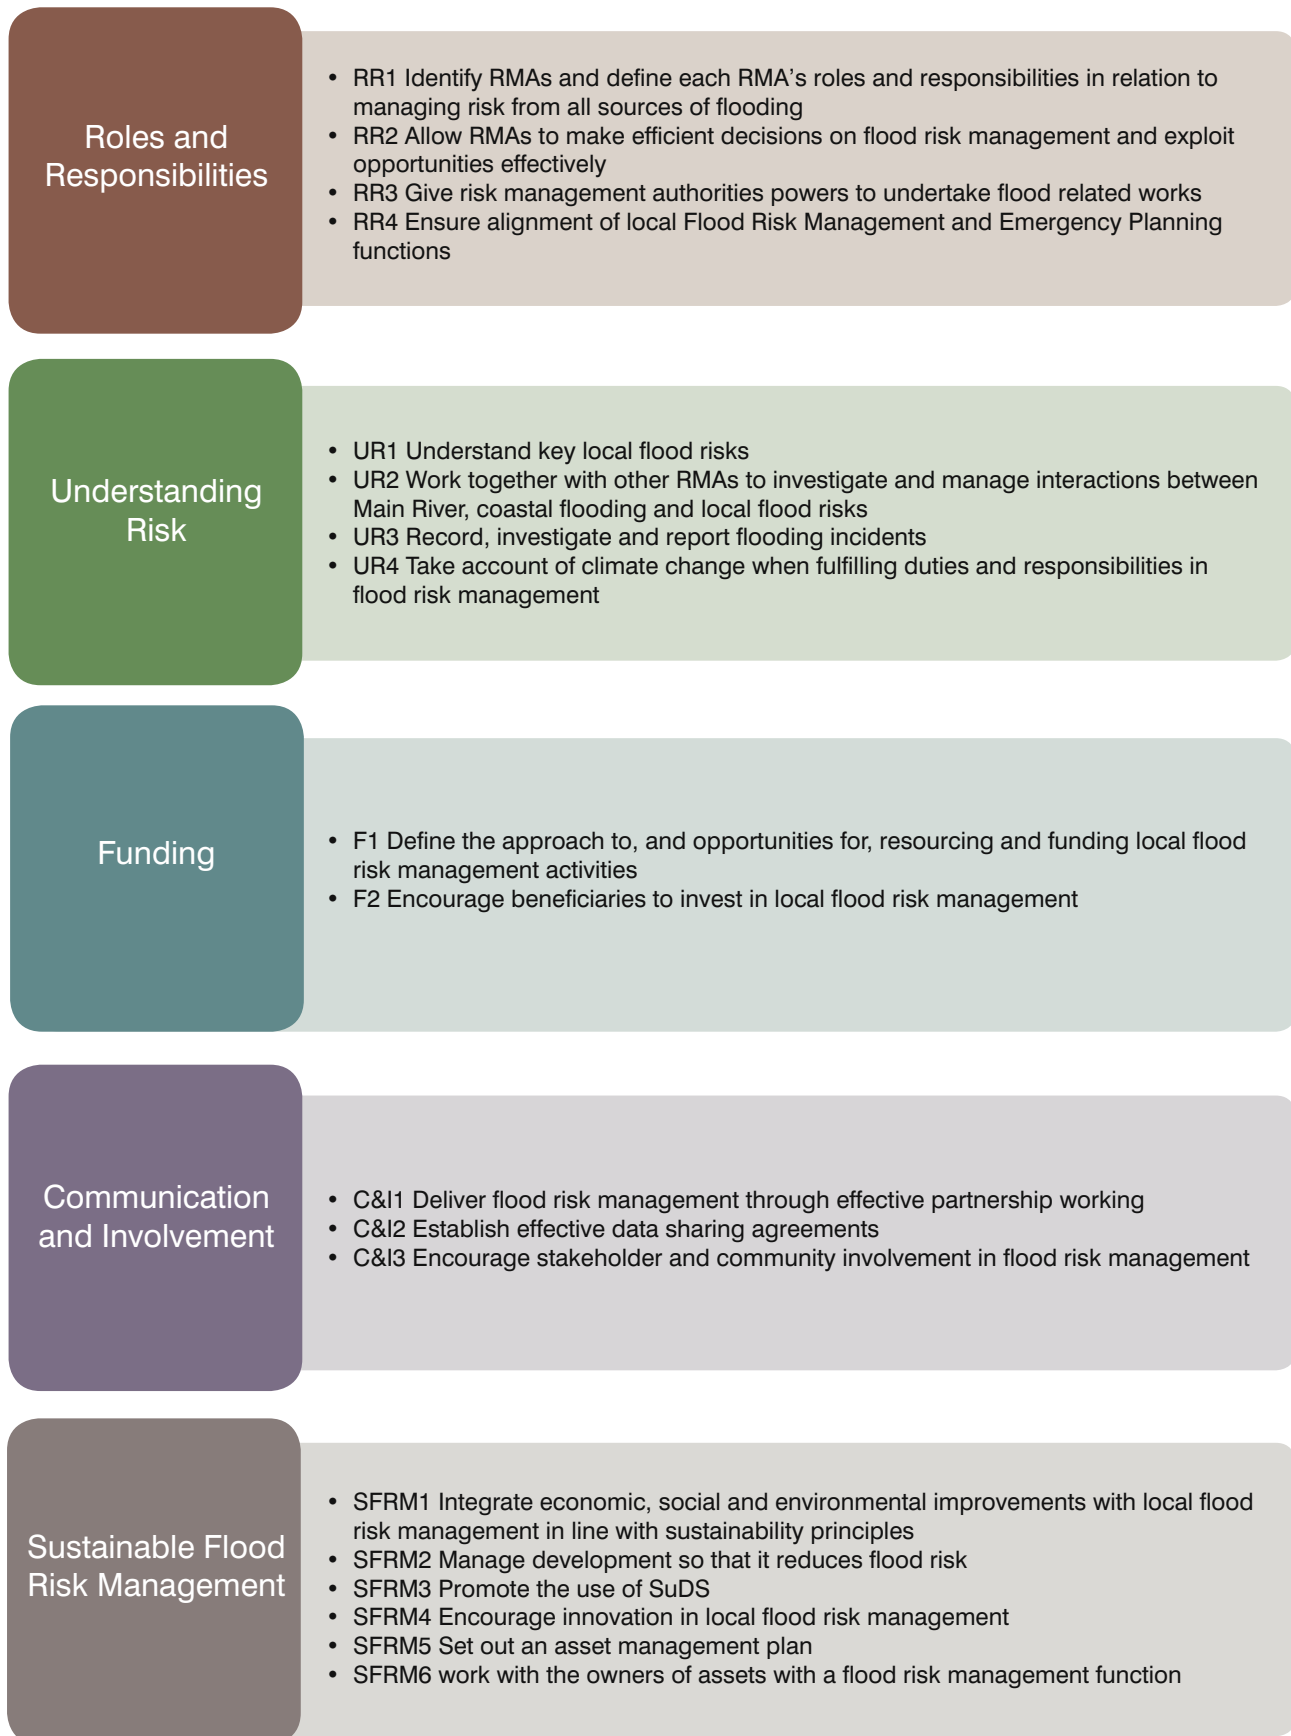 Roles and
Responsibilities
• RR1 Identify RMAs and define each RMA's roles and responsibilities in relation to
managing risk from all sources of flooding
• RR2 Allow RMAs to make efficient decisions on flood risk management and exploit
opportunities effectively
• RR3 Give risk management authorities powers to undertake flood related works
• RR4 Ensure alignment of local Flood Risk Management and Emergency Planning
functions
Understanding
Risk
• UR1 Understand key local flood risks
• UR2 Work together with other RMAs to investigate and manage interactions between
Main River, coastal flooding and local flood risks
• UR3 Record, investigate and report flooding incidents
• UR4 Take account of climate change when fulfilling duties and responsibilities in
flood risk management
Funding
• F1 Define the approach to, and opportunities for, resourcing and funding local flood
risk management activities
• F2 Encourage beneficiaries to invest in local flood risk management
Communication
and Involvement
• C&I1 Deliver flood risk management through effective partnership working
• C&I2 Establish effective data sharing agreements
• C&I3 Encourage stakeholder and community involvement in flood risk management
Sustainable Flood
Risk Management
• SFRM1 Integrate economic, social and environmental improvements with local flood
risk management in line with sustainability principles
• SFRM2 Manage development so that it reduces flood risk
• SFRM3 Promote the use of SuDS
• SFRM4 Encourage innovation in local flood risk management
• SFRM5 Set out an asset management plan
• SFRM6 work with the owners of assets with a flood risk management function